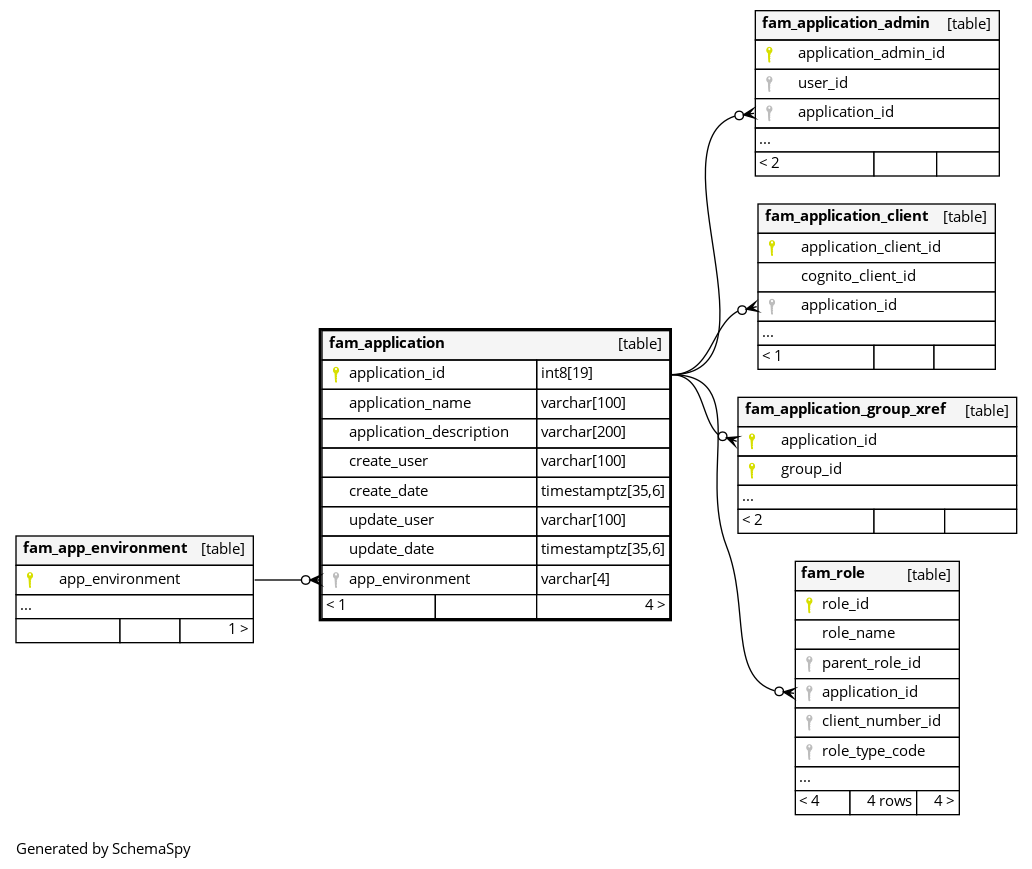 fam_application_admin [table]
application_admin_id
user_id
application_id
...
< 2
fam_application_client [table]
application_client_id
cognito_client_id
application_id
...
< 1
fam_application [table]
application_id int8[19]
application_name varchar[100]
application_description varchar[200]
create_user varchar[100]
create_date timestamptz[35,6]
update_user varchar[100]
update_date timestamptz[35,6]
app_environment varchar[4]
< 1 4 >
fam_application_group_xref [table]
application_id
group_id
...
< 2
fam_app_environment [table]
app_environment
...
1 >
fam_role [table]
role_id
role_name
parent_role_id
application_id
client_number_id
role_type_code
...
< 4 4 rows 4 >
Generated by SchemaSpy